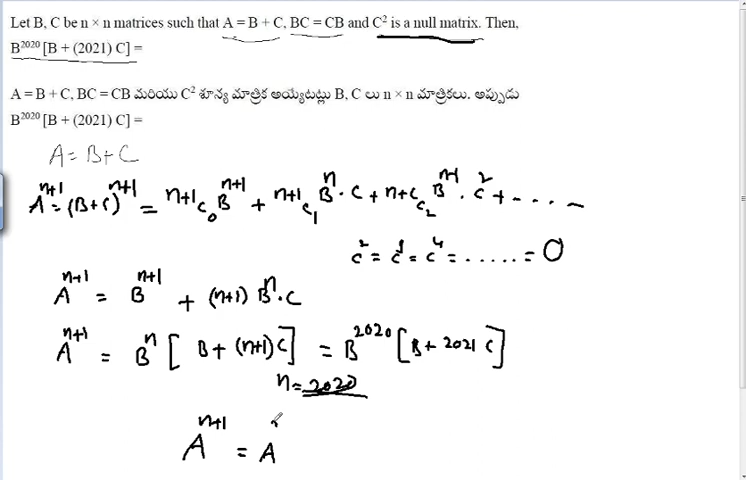 Let B, C be n × n matrices such that A = B + C, BC = CB and C² is a null matrix. Then,
B²⁰²⁰ [B + (2021) C] =
A = B + C, BC = CB మరియు C² శూన్య మాత్రిక అయ్యేటట్లు B, C లు n × n మాత్రికలు. అప్పుడు
B²⁰²⁰ [B + (2021) C] =
A = B + C
Aⁿ⁺¹ = (B+C)ⁿ⁺¹ = n+1c₀ Bⁿ⁺¹ + n+1c₁ Bⁿ · C + n+1c₂ Bⁿ⁻¹ · C² + · · · · –
C² = C³ = C⁴ = . . . . . . = 0
Aⁿ⁺¹ = Bⁿ⁺¹ + (n+1) Bⁿ · C
Aⁿ⁺¹ = Bⁿ [ B + (n+1) C ] = B²⁰²⁰ [ B + 2021 C ]
n = 2020
Aⁿ⁺¹ = A